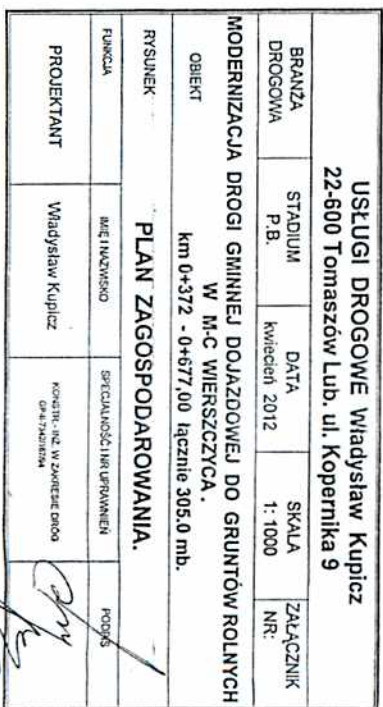 USŁUGI DROGOWE Władysław Kupicz
22-600 Tomaszów Lub. ul. Kopernika 9
BRANŻA
DROGOWA
STADIUM
P.B.
DATA
kwiecień 2012
SKALA
1: 1000
ZAŁĄCZNIK
NR:
MODERNIZACJA DROGI GMINNEJ DOJAZDOWEJ DO GRUNTÓW ROLNYCH
W M-C WIERSZCZYCA.
OBIEKT
km 0+372 - 0+677,00 łącznie 305.0 mb.
RYSUNEK
PLAN ZAGOSPODAROWANIA.
FUNKCJA
IMIĘ I NAZWISKO
SPECJALNOŚĆ I NR UPRAWNIEŃ
PODPIS
PROJEKTANT
Władysław Kupicz
KONSTR.- INŻ. W ZAKRESIE DRÓG